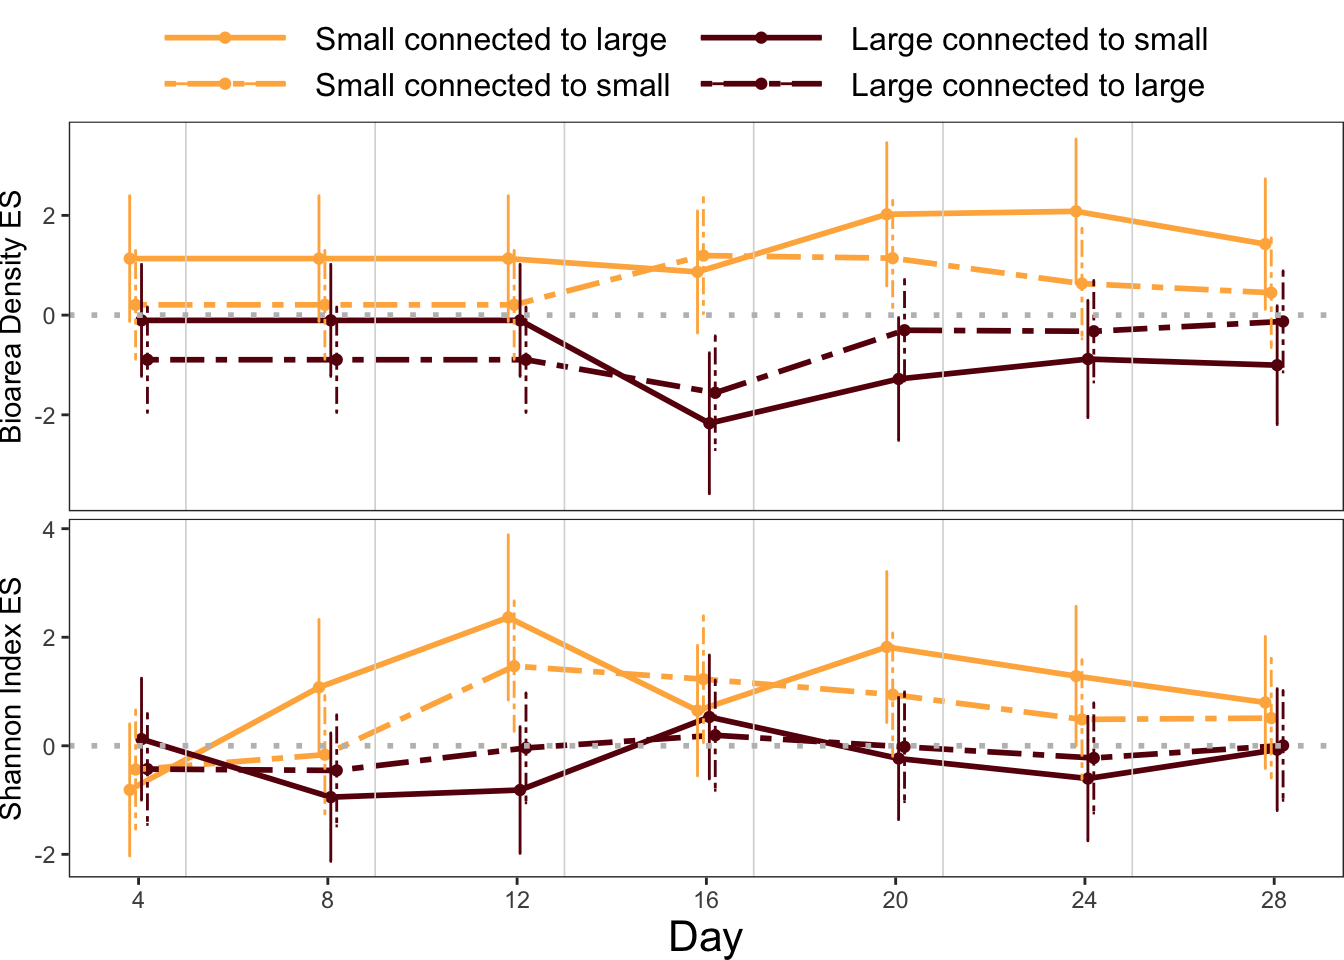 Small connected to large
Large connected to small
Small connected to small
Large connected to large
Bioarea Density ES
2
0
-2
Shannon Index ES
4
2
0
-2
4 8 12 16 20 24 28
Day